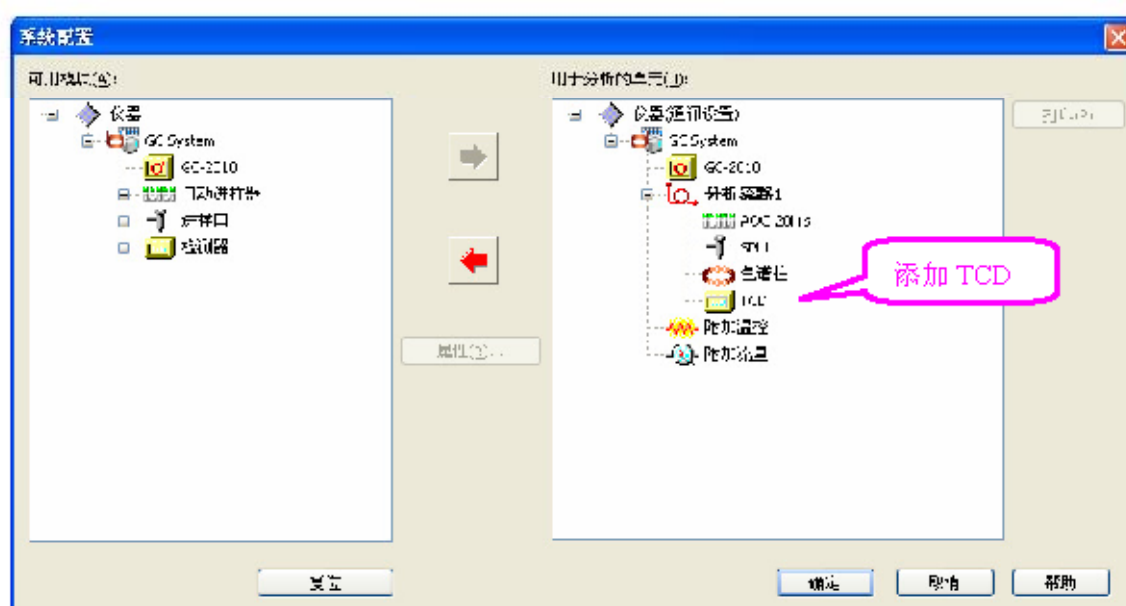 系统配置
可用模块(A):
仪器
GC System
GC-2010
自动进样器
进样口
检测器
属性(P)...
重置
用于分析的单元(U):
仪器(通讯设置)
GC System
GC-2010
分析流路1
AOC-20i+s
SPL1
色谱柱
TCD
附加温控
附加流量
添加 TCD
确定
取消
帮助